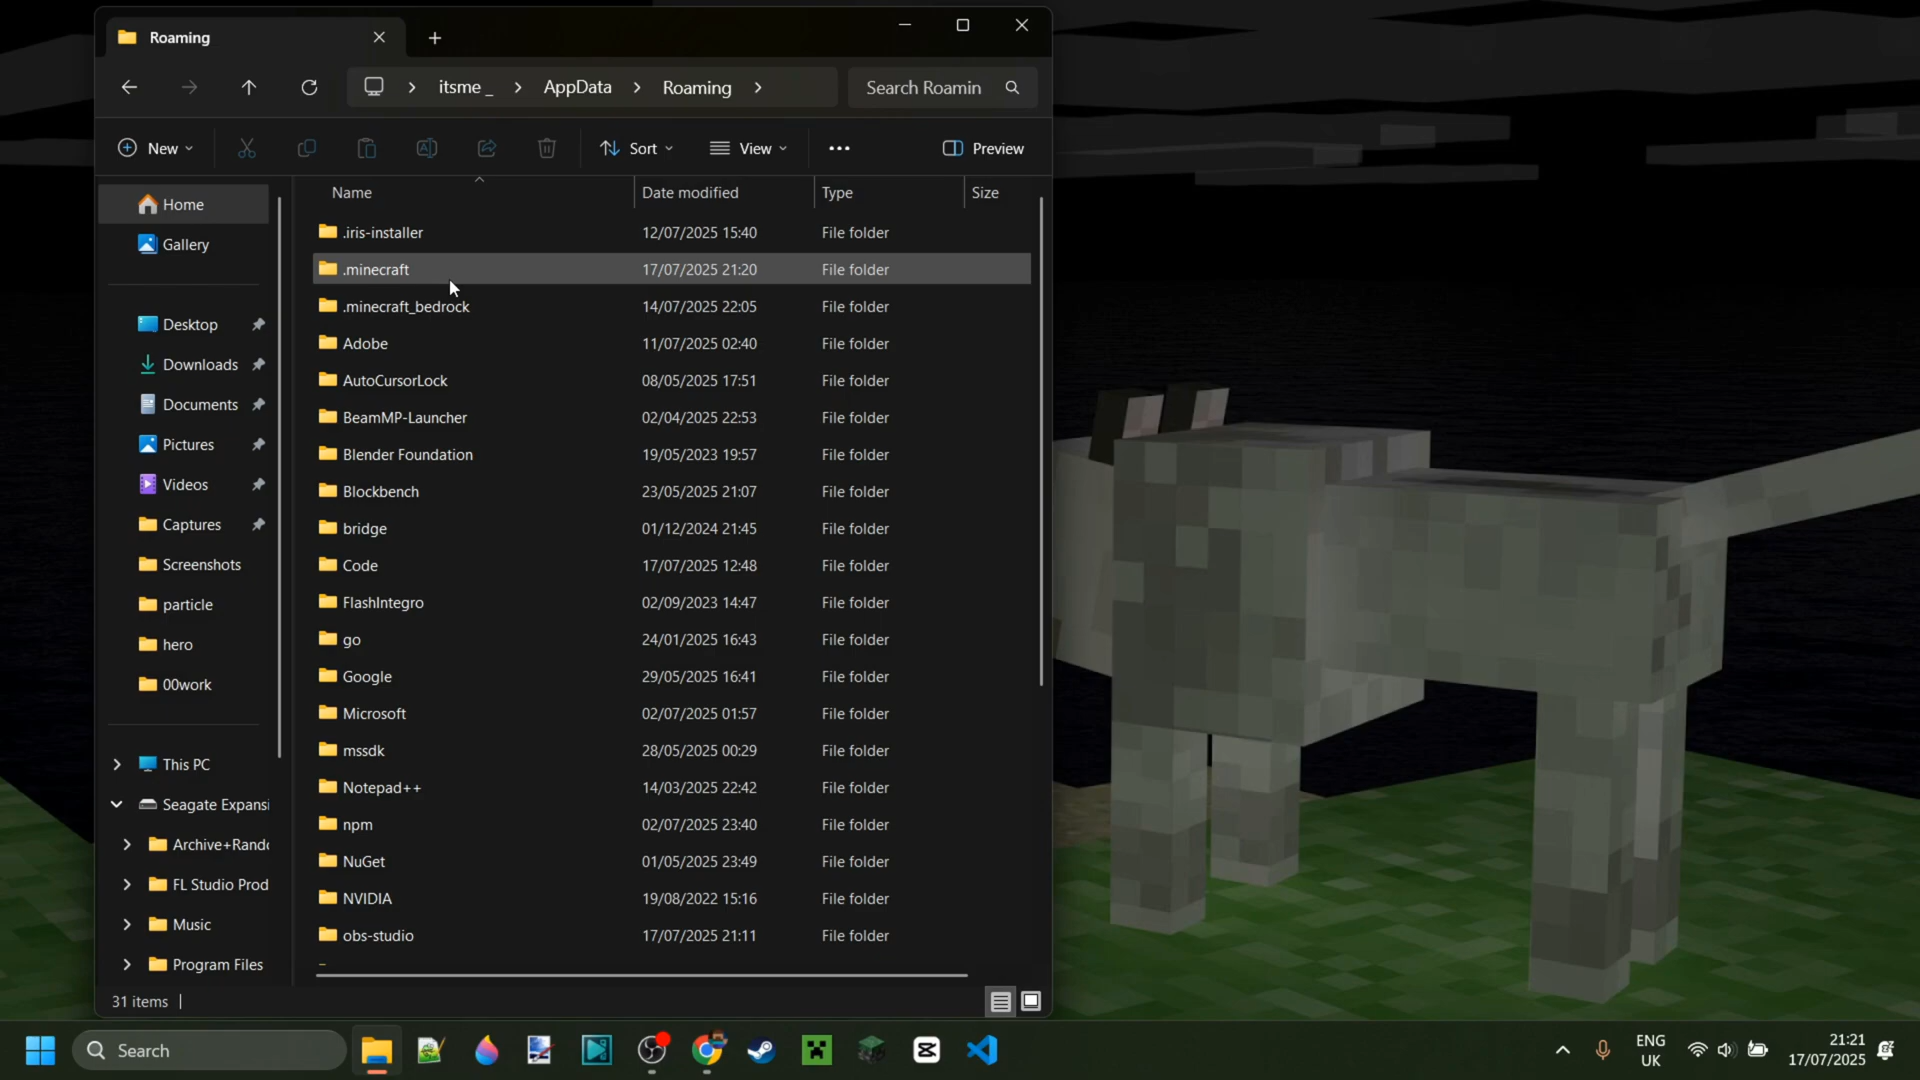 Roaming
itsme _ AppData Roaming Search Roamin
New Sort View Preview
Name Date modified Type Size
.iris-installer 12/07/2025 15:40 File folder
.minecraft 17/07/2025 21:20 File folder
.minecraft_bedrock 14/07/2025 22:05 File folder
Adobe 11/07/2025 02:40 File folder
AutoCursorLock 08/05/2025 17:51 File folder
BeamMP-Launcher 02/04/2025 22:53 File folder
Blender Foundation 19/05/2023 19:57 File folder
Blockbench 23/05/2025 21:07 File folder
bridge 01/12/2024 21:45 File folder
Code 17/07/2025 12:48 File folder
FlashIntegro 02/09/2023 14:47 File folder
go 24/01/2025 16:43 File folder
Google 29/05/2025 16:41 File folder
Microsoft 02/07/2025 01:57 File folder
mssdk 28/05/2025 00:29 File folder
Notepad++ 14/03/2025 22:42 File folder
npm 02/07/2025 23:40 File folder
NuGet 01/05/2025 23:49 File folder
NVIDIA 19/08/2022 15:16 File folder
obs-studio 17/07/2025 21:11 File folder
Home
Gallery
Desktop
Downloads
Documents
Pictures
Videos
Captures
Screenshots
particle
hero
00work
This PC
Seagate Expansi
Archive+Rando
FL Studio Prod
Music
Program Files
31 items
Search
ENG
UK
21:21
17/07/2025